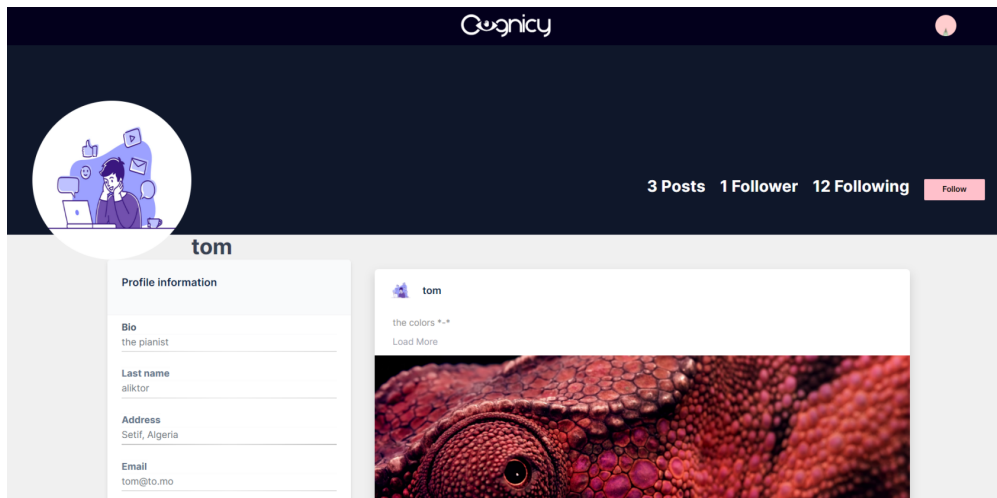 Cognicy
3 Posts 1 Follower 12 Following Follow
tom
Profile information
Bio
the pianist
Last name
aliktor
Address
Setif, Algeria
Email
tom@to.mo
tom
the colors *-*
Load More